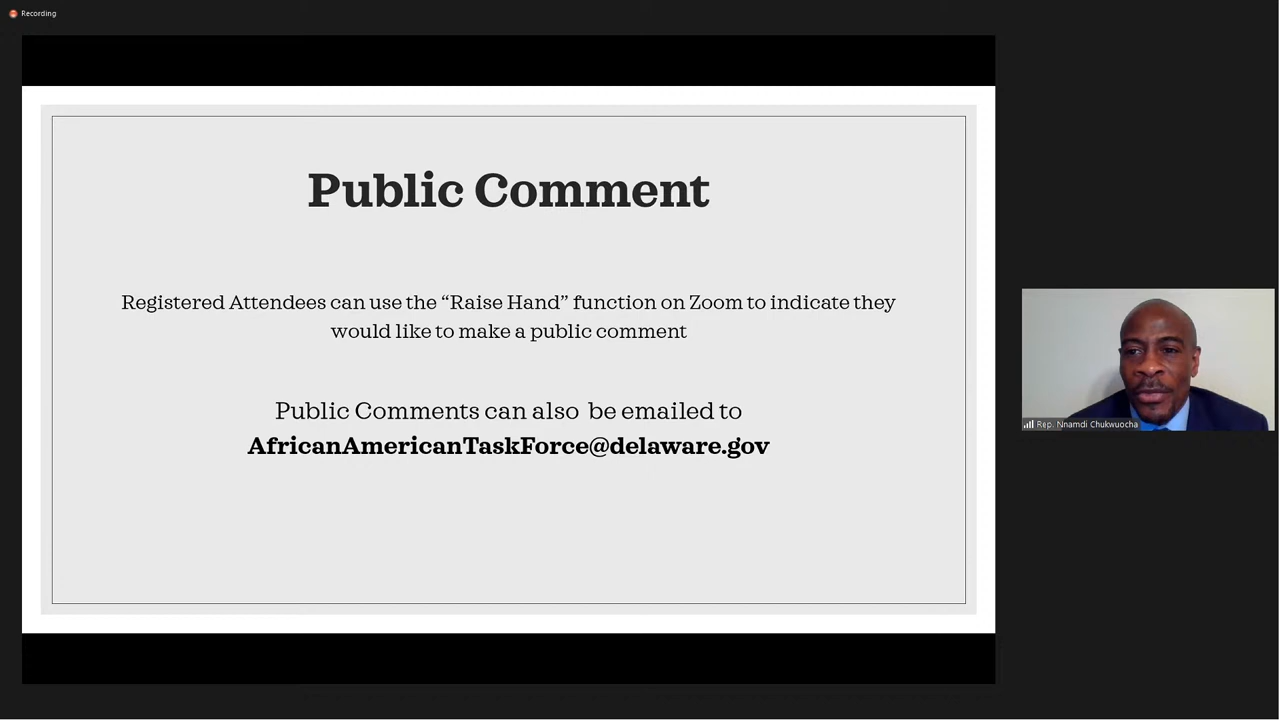 Recording
Public Comment
Registered Attendees can use the “Raise Hand” function on Zoom to indicate they
would like to make a public comment
Public Comments can also  be emailed to
AfricanAmericanTaskForce@delaware.gov
Rep. Nnamdi Chukwuocha